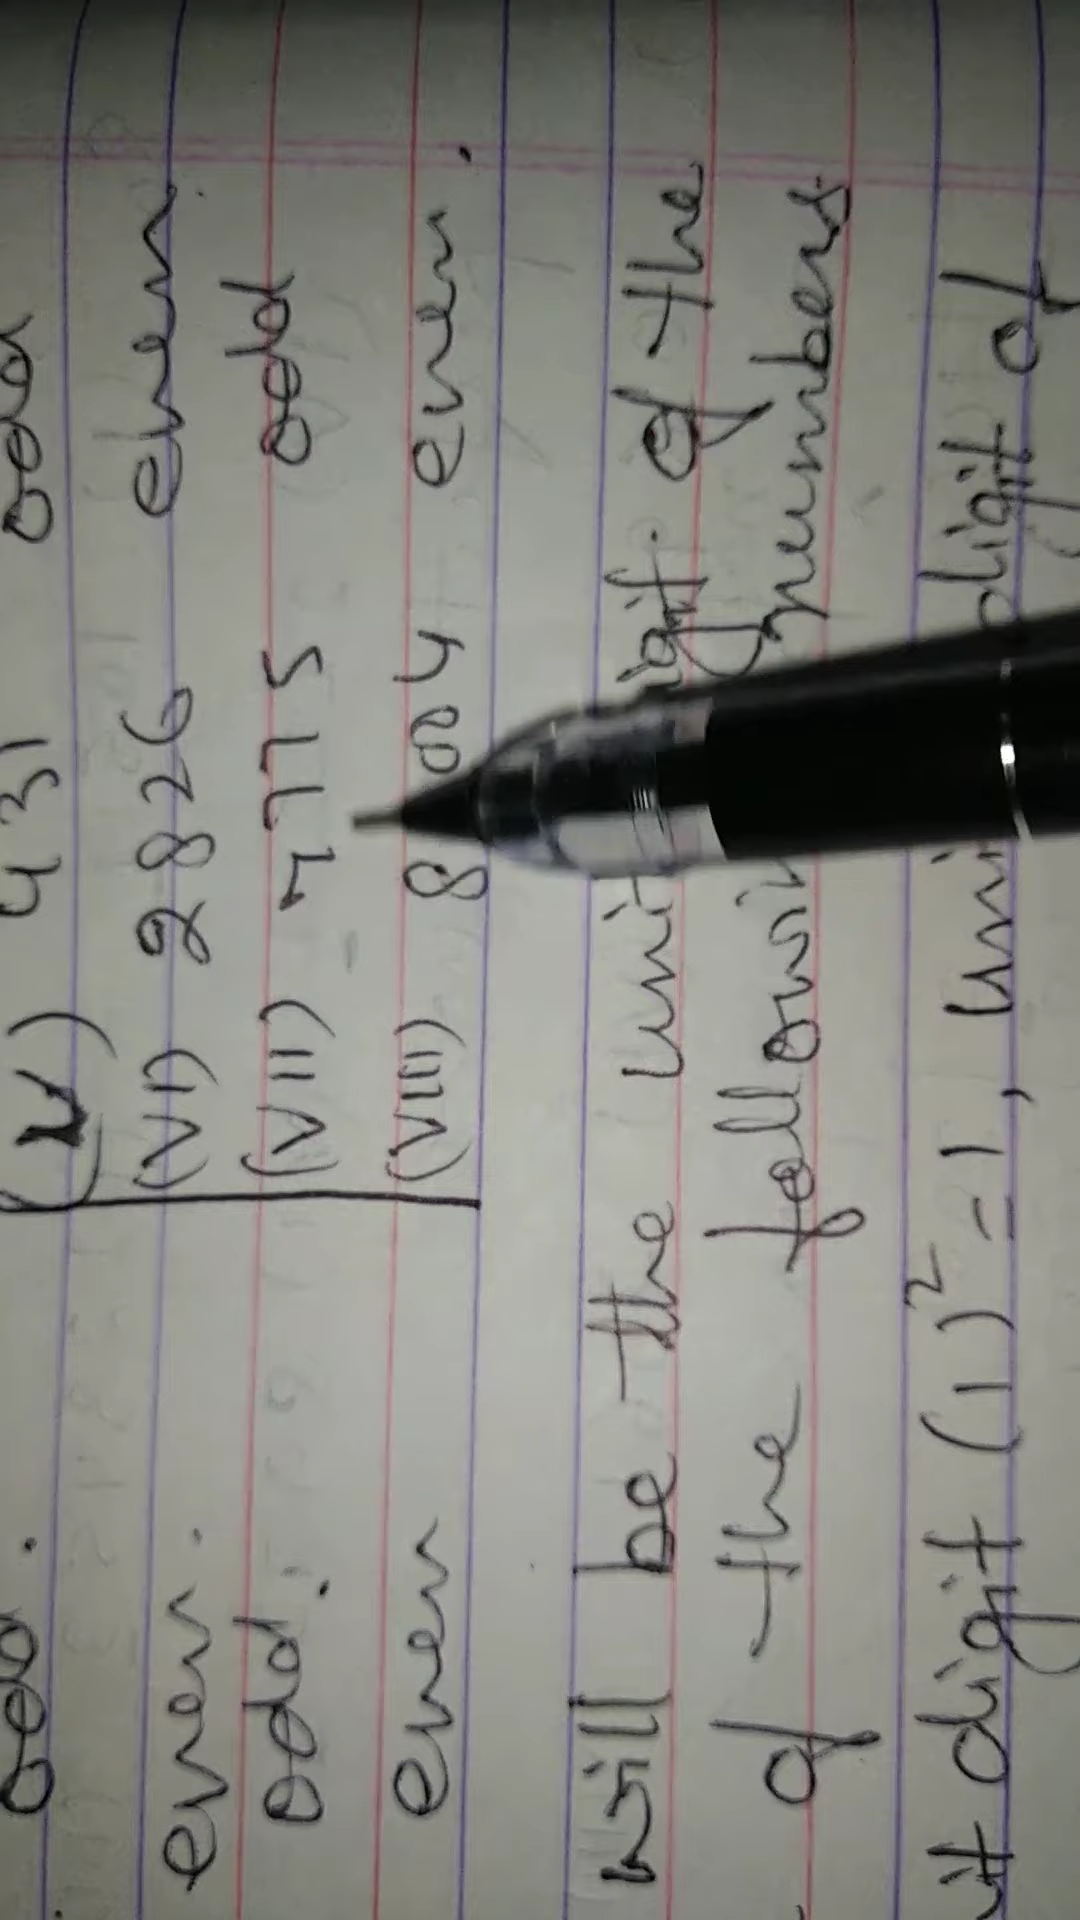 odd. (V) 431 odd
even. (VI) 2826 even.
odd. (VII) 7775 odd
even (VIII) 8004 even.
will be the unit digit of the
of the following numbers
it digit (1)² = 1, digit of